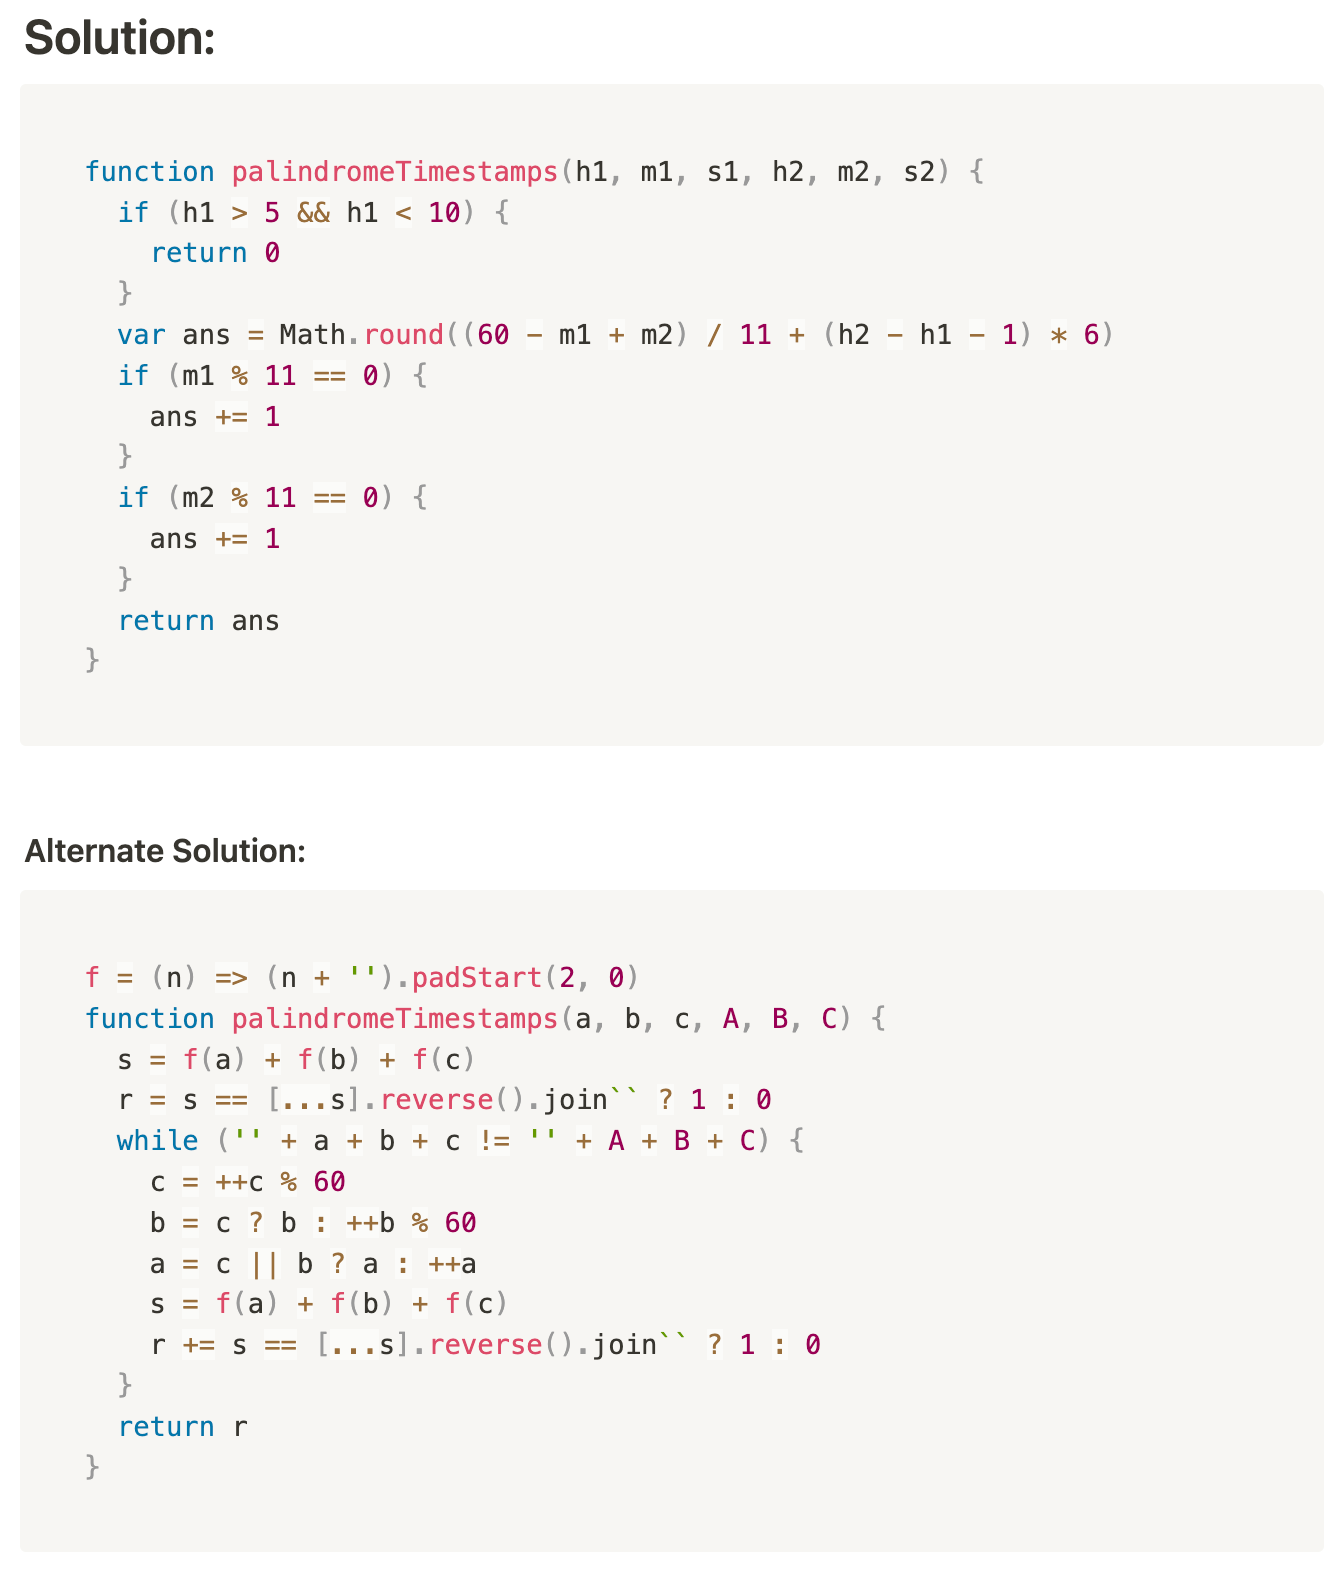 Solution:
function palindromeTimestamps(h1, m1, s1, h2, m2, s2) {
  if (h1 > 5 && h1 < 10) {
    return 0
  }
  var ans = Math.round((60 - m1 + m2) / 11 + (h2 - h1 - 1) * 6)
  if (m1 % 11 == 0) {
    ans += 1
  }
  if (m2 % 11 == 0) {
    ans += 1
  }
  return ans
}
Alternate Solution:
f = (n) => (n + '').padStart(2, 0)
function palindromeTimestamps(a, b, c, A, B, C) {
  s = f(a) + f(b) + f(c)
  r = s == [...s].reverse().join`` ? 1 : 0
  while ('' + a + b + c != '' + A + B + C) {
    c = ++c % 60
    b = c ? b : ++b % 60
    a = c || b ? a : ++a
    s = f(a) + f(b) + f(c)
    r += s == [...s].reverse().join`` ? 1 : 0
  }
  return r
}